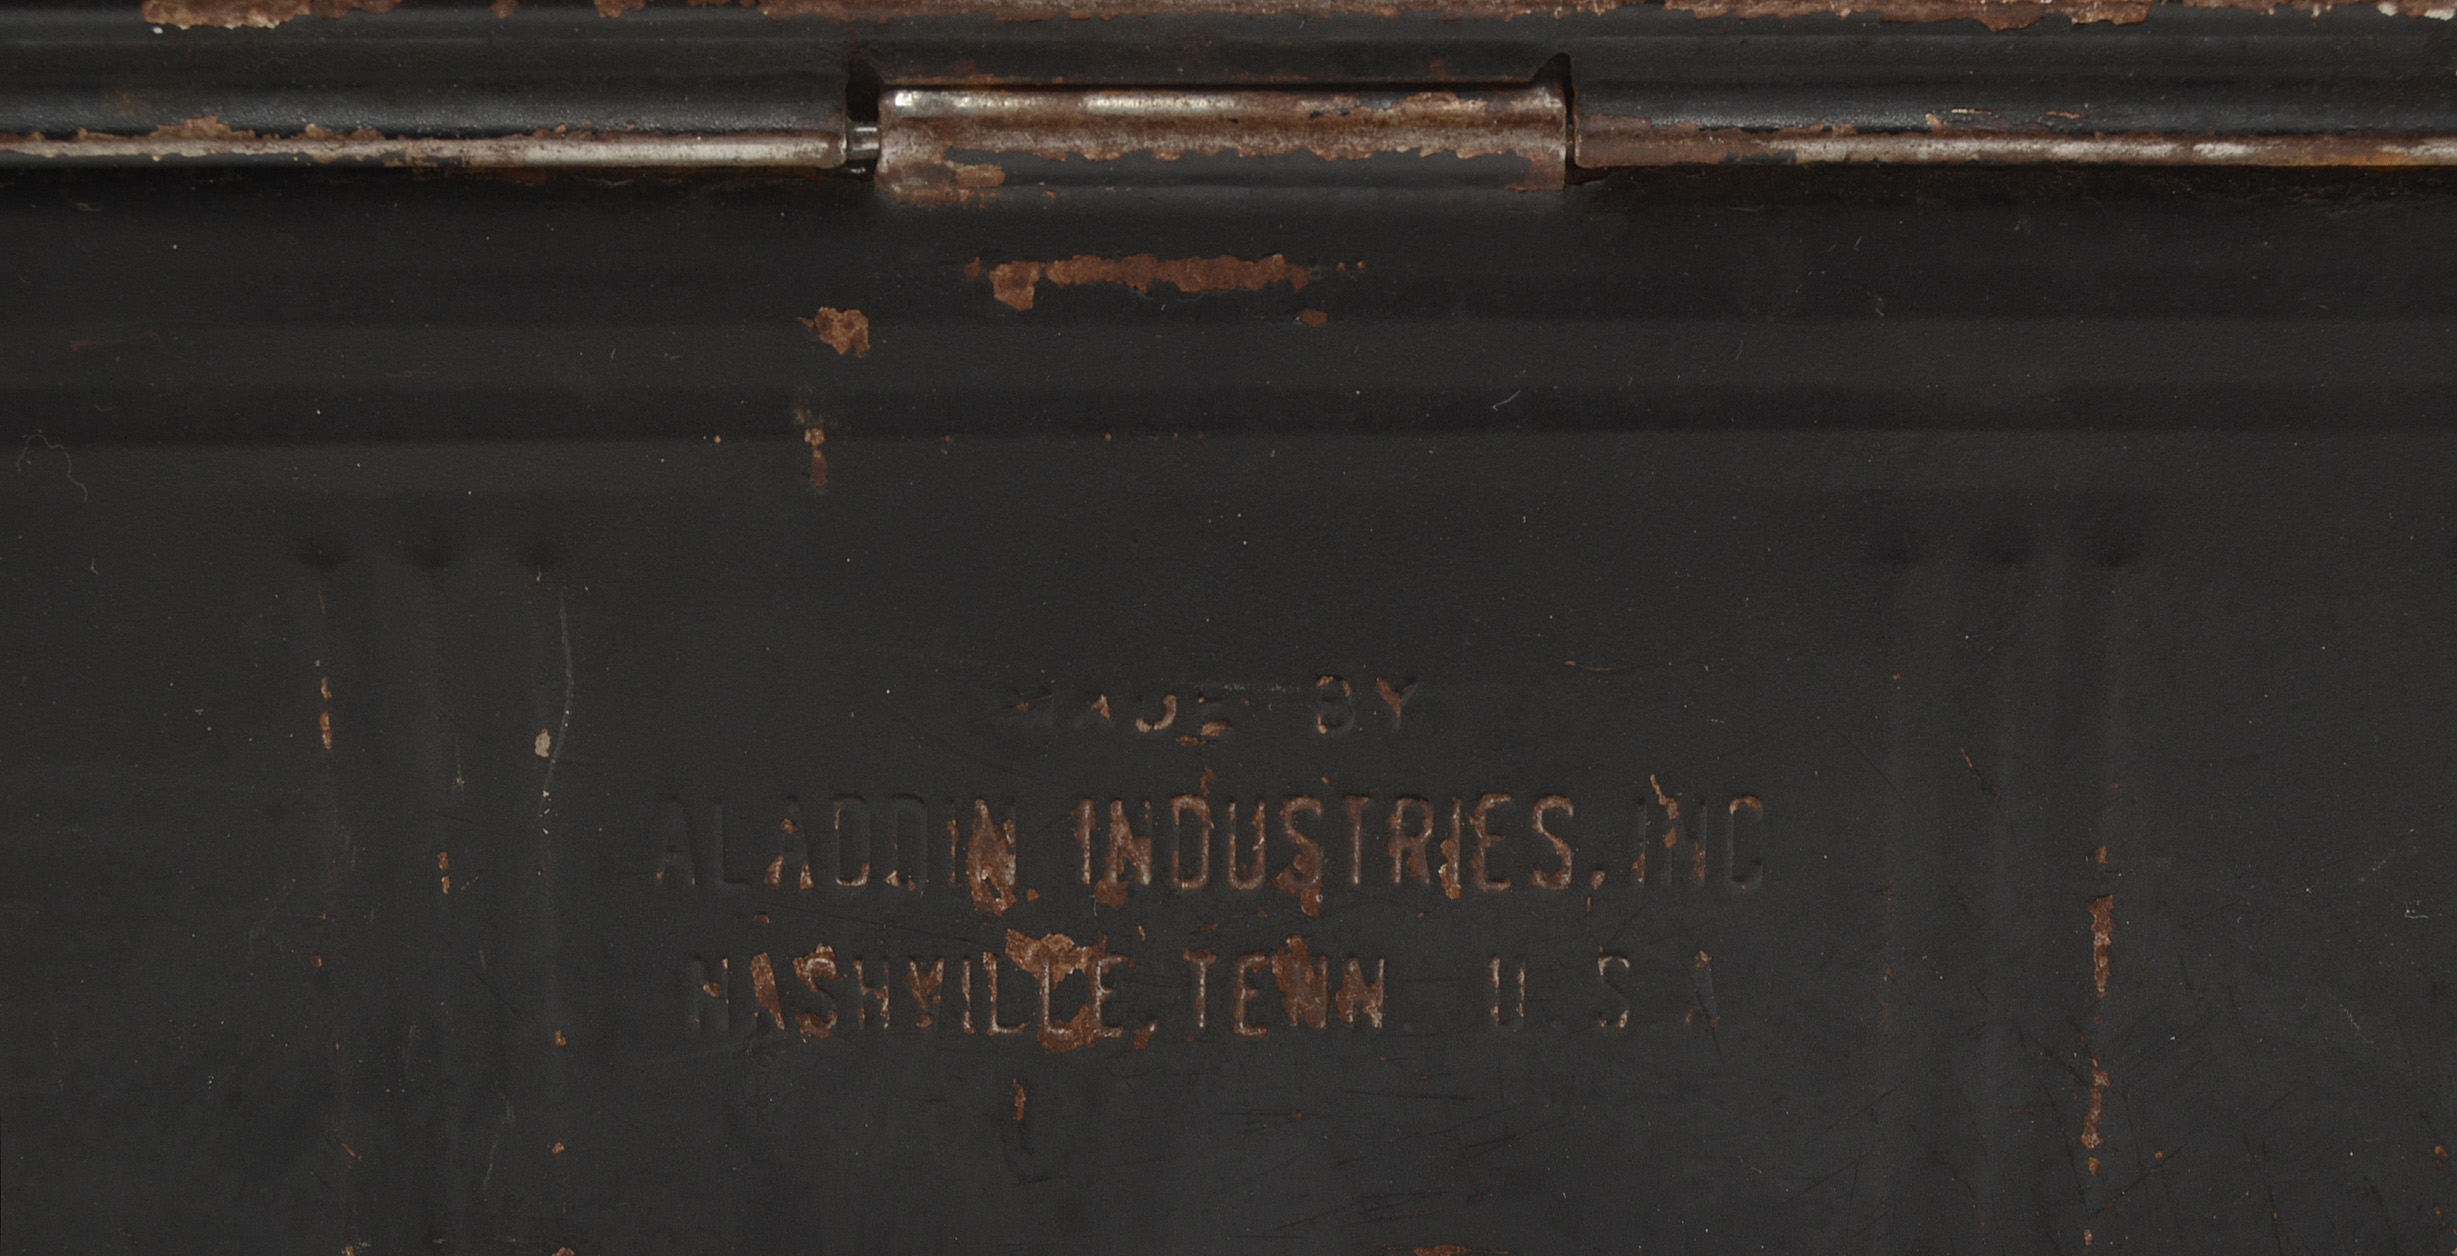 MADE BY
ALADDIN INDUSTRIES, INC
NASHVILLE, TENN. U.S.A